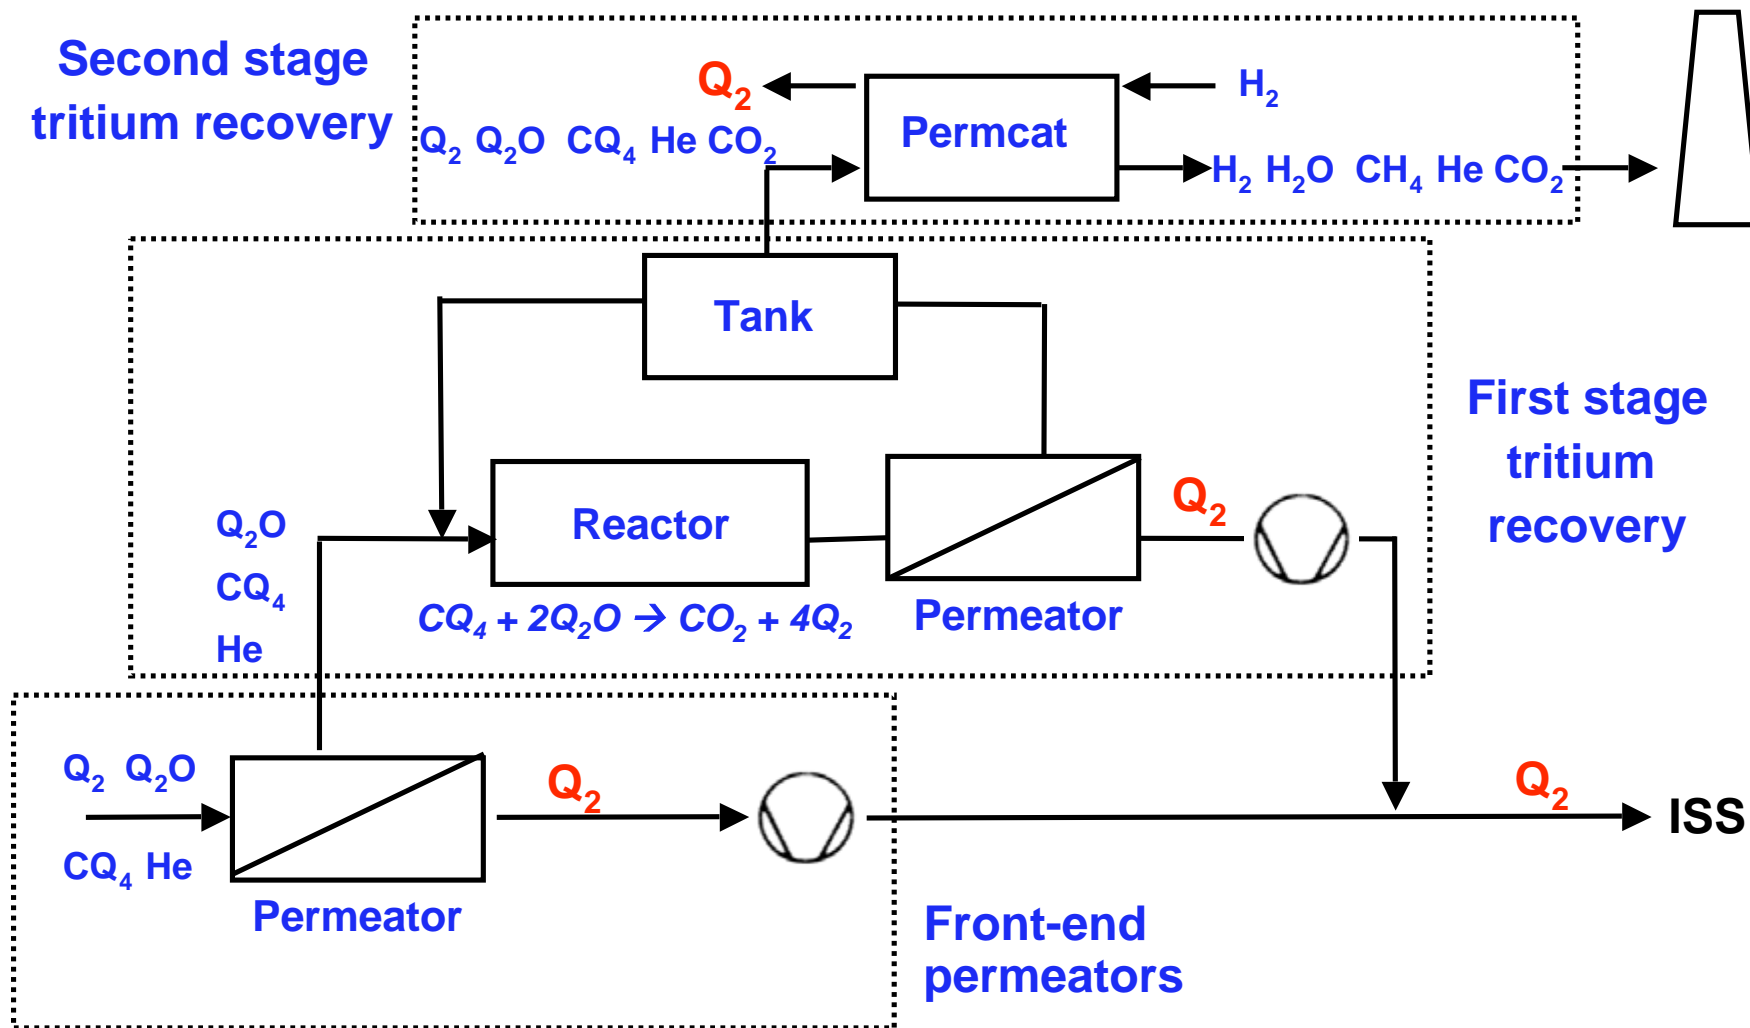 Second stage
tritium recovery
Q₂
H₂
Q₂ Q₂O CQ₄ He CO₂
Permcat
H₂ H₂O CH₄ He CO₂
Tank
First stage
tritium
recovery
Q₂O
CQ₄
He
Reactor
Q₂
CQ₄ + 2Q₂O → CO₂ + 4Q₂
Permeator
Q₂ Q₂O
CQ₄ He
Q₂
Q₂
ISS
Permeator
Front-end
permeators